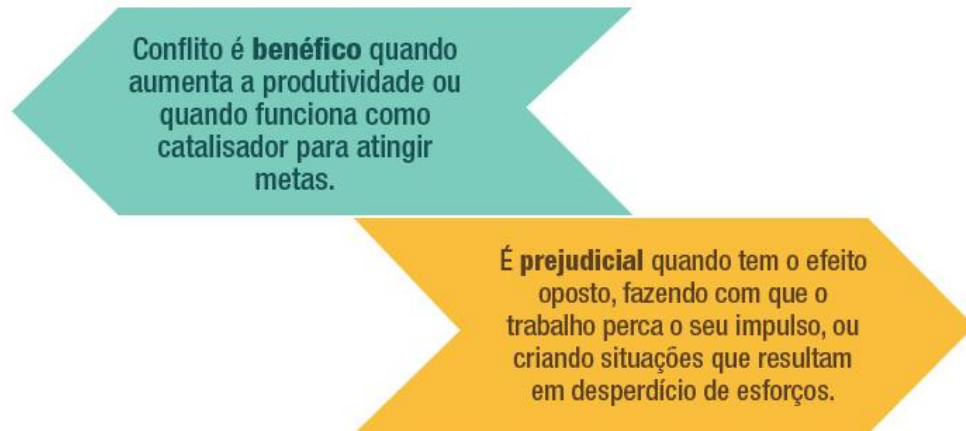 Conflito é benéfico quando
aumenta a produtividade ou
quando funciona como
catalisador para atingir
metas.
É prejudicial quando tem o efeito
oposto, fazendo com que o
trabalho perca o seu impulso, ou
criando situações que resultam
em desperdício de esforços.